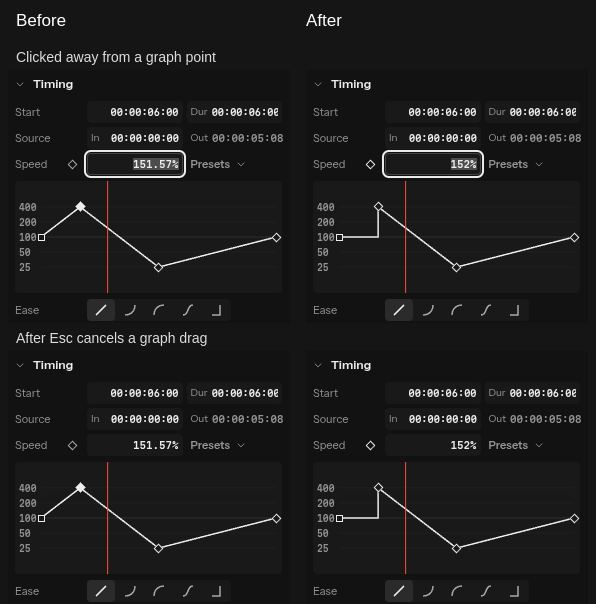 Before After
Clicked away from a graph point
Timing Timing
Start 00:00:06:00 Dur 00:00:06:00 Start 00:00:06:00 Dur 00:00:06:00
Source In 00:00:00:00 Out 00:00:05:08 Source In 00:00:00:00 Out 00:00:05:08
Speed 151.57% Presets Speed 152% Presets
400 400
200 200
100 100
50 50
25 25
Ease Ease
After Esc cancels a graph drag
Timing Timing
Start 00:00:06:00 Dur 00:00:06:00 Start 00:00:06:00 Dur 00:00:06:00
Source In 00:00:00:00 Out 00:00:05:08 Source In 00:00:00:00 Out 00:00:05:08
Speed 151.57% Presets Speed 152% Presets
400 400
200 200
100 100
50 50
25 25
Ease Ease